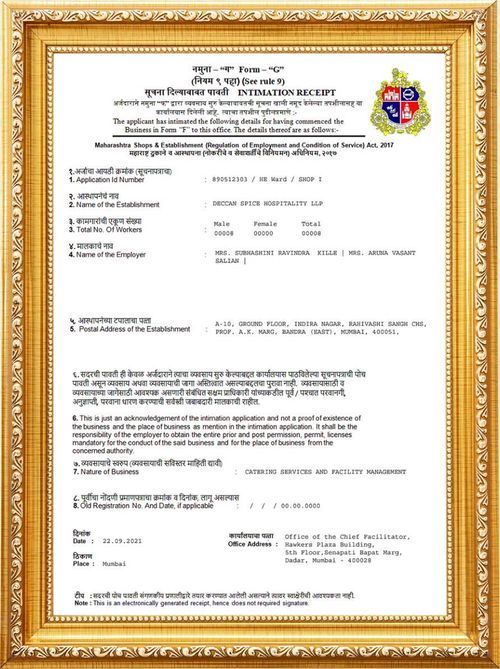 नमुना – “ग” Form – “G”
(नियम ९ पहा) (See rule 9)
सूचना दिल्याबाबत पावती INTIMATION RECEIPT
अर्जदाराने नमुना “फ” द्वारा व्यवसाय सुरु केल्याबाबतची सूचना खाली नमूद केलेल्या तपशीलासह या
कार्यालयास दिलेली आहे. त्याचा तपशील पुढीलप्रमाणे :-
The applicant has intimated the following details for having commenced the
Business in Form "F" to this office. The details thereof are as follows:-
Maharashtra Shops & Establishment (Regulation of Employment and Condition of Service) Act, 2017
महाराष्ट्र दुकाने व आस्थापना (नोकरीचे व सेवाशर्तीचे विनियमन) अधिनियम, २०१७
१.अर्जाचा आयडी क्रमांक (सूचनापत्राचा)
1. Application Id Number : 890512303 / HE Ward / SHOP I
२. आस्थापनेचे नाव
2. Name of the Establishment : DECCAN SPICE HOSPITALITY LLP
३. कामगारांची एकूण संख्या Male Female Total
3. Total No. Of Workers : 00008 00000 00008
४. मालकाचे नाव
4. Name of the Employer : MRS. SUBHASHINI RAVINDRA KILLE | MRS. ARUNA VASANT
SALIAN |
५. आस्थापनेच्या टपालाचा पत्ता
5. Postal Address of the Establishment : A-10, GROUND FLOOR, INDIRA NAGAR, RAHIVASHI SANGH CHS,
PROF. A.K. MARG, BANDRA (EAST), MUMBAI, 400051,
६. सदरची पावती ही केवळ अर्जदाराने त्याचा व्यवसाय सुरु केल्याबद्दल कार्यालयास पाठविलेल्या सूचनापत्राची पोच
पावती असून व्यवसाय अथवा व्यवसायाची जागा अस्तित्वात असल्याबद्दलचा पुरावा नाही. व्यवसायासाठी व
व्यवसायाच्या जागेसाठी आवश्यक असणारी संबंधित सक्षम प्राधिकारी यांच्याकडील पूर्व / पश्चात परवानगी,
अनुज्ञाप्ती, परवाना धारण करण्याची सर्वस्वी जबाबदारी मालकाची राहील.
6. This is just an acknowledgement of the intimation application and not a proof of existence of
the business and the place of business as mention in the intimation application. It shall be the
responsibility of the employer to obtain the entire prior and post permission, permit, licenses
mandatory for the conduct of the said business and for the place of business from the
concerned authority.
७.व्यवसायाचे स्वरुप (व्यवसायाची सविस्तर माहिती द्यावी)
7. Nature of Business : CATERING SERVICES AND FACILITY MANAGEMENT
८. पूर्वीचा नोंदणी प्रमाणपत्राचा क्रमांक व दिनांक, लागू असल्यास
8. Old Registration No. And Date, if applicable : / / / 00.00.0000
दिनांक
Date : 22.09.2021
ठिकाण
Place : Mumbai
कार्यालयाचा पत्ता : Office of the Chief Facilitator,
Office Address : Hawkers Plaza Building,
5th Floor,Senapati Bapat Marg,
Dadar, Mumbai - 400028
टीप :सदरची पोच पावती संगणकीय प्रणालीद्वारे तयार करण्यात आलेली असल्याने त्यावर स्वाक्षरीची आवश्यकता नाही.
Note : This is an electronically generated receipt, hence does not required signature.